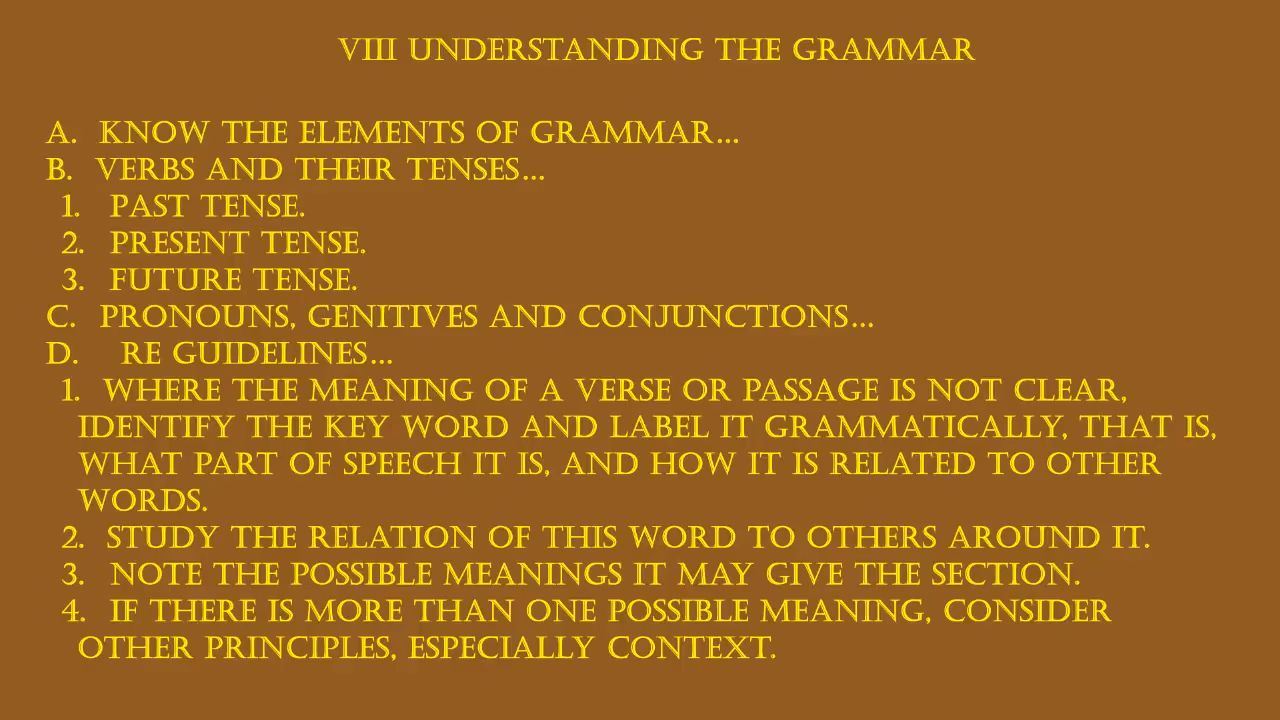 VIII UNDERSTANDING THE GRAMMAR
A. KNOW THE ELEMENTS OF GRAMMAR...
B. VERBS AND THEIR TENSES...
1. PAST TENSE.
2. PRESENT TENSE.
3. FUTURE TENSE.
C. PRONOUNS, GENITIVES AND CONJUNCTIONS...
D. RE GUIDELINES...
1. WHERE THE MEANING OF A VERSE OR PASSAGE IS NOT CLEAR,
IDENTIFY THE KEY WORD AND LABEL IT GRAMMATICALLY, THAT IS,
WHAT PART OF SPEECH IT IS, AND HOW IT IS RELATED TO OTHER
WORDS.
2. STUDY THE RELATION OF THIS WORD TO OTHERS AROUND IT.
3. NOTE THE POSSIBLE MEANINGS IT MAY GIVE THE SECTION.
4. IF THERE IS MORE THAN ONE POSSIBLE MEANING, CONSIDER
OTHER PRINCIPLES, ESPECIALLY CONTEXT.